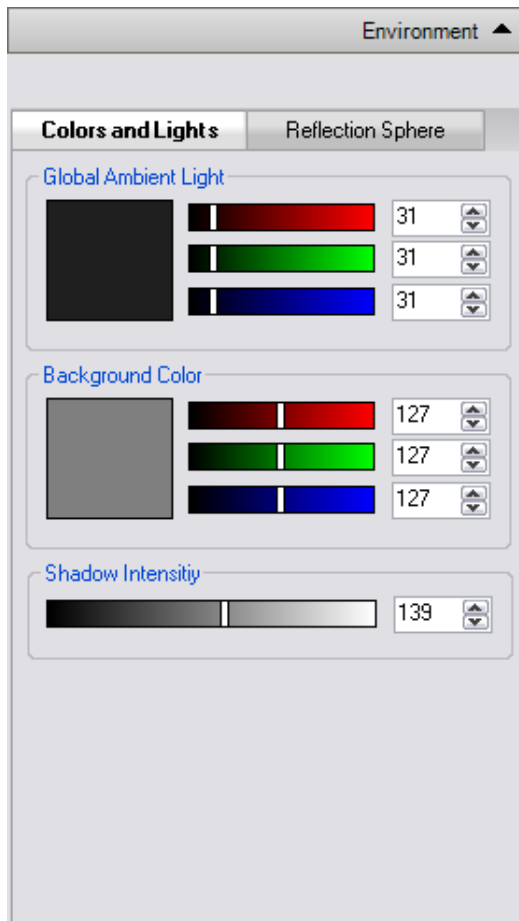 Environment
Colors and Lights Reflection Sphere
Global Ambient Light
31
31
31
Background Color
127
127
127
Shadow Intensitiy
139